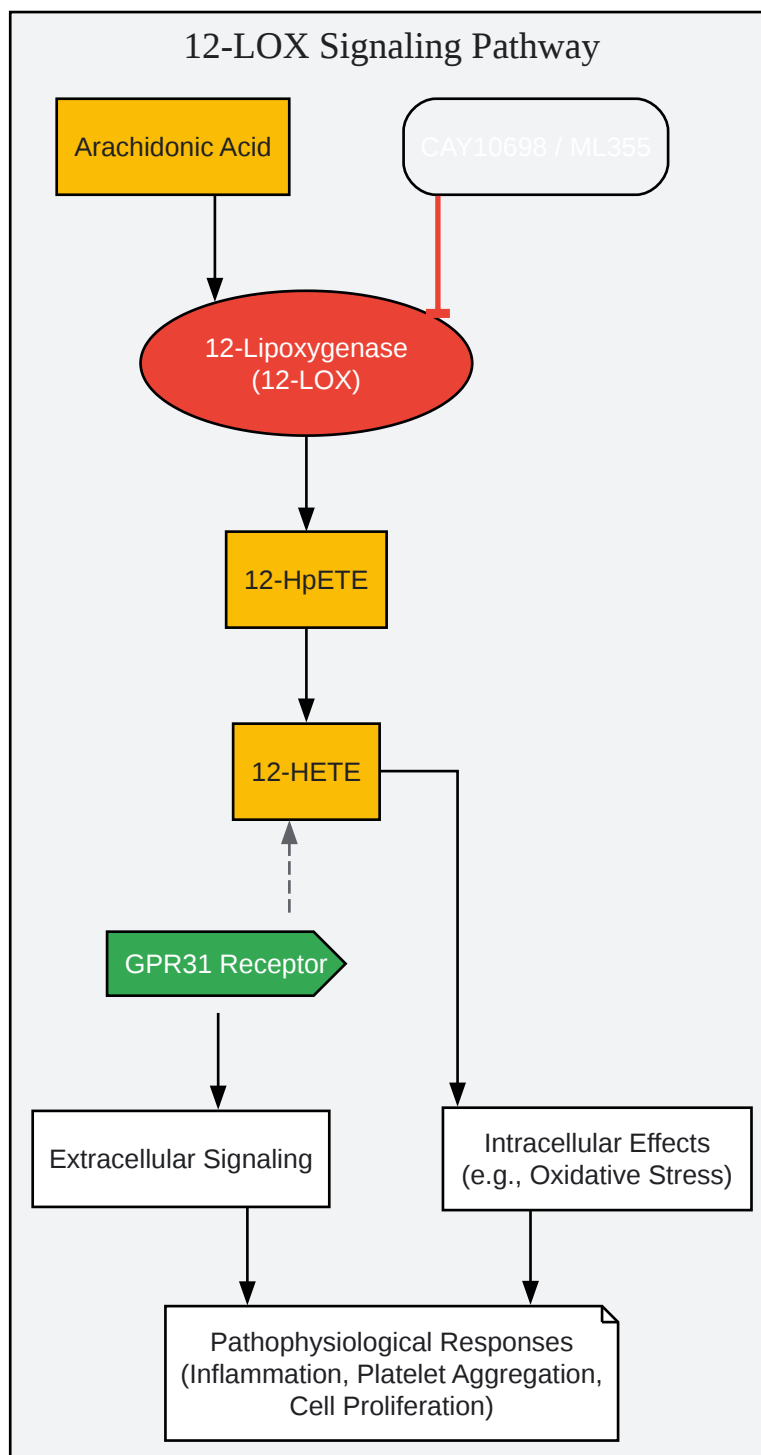 12-LOX Signaling Pathway
Arachidonic Acid
CAY10698 / ML355
12-Lipoxygenase
(12-LOX)
12-HpETE
12-HETE
GPR31 Receptor
Extracellular Signaling
Intracellular Effects
(e.g., Oxidative Stress)
Pathophysiological Responses
(Inflammation, Platelet Aggregation,
Cell Proliferation)